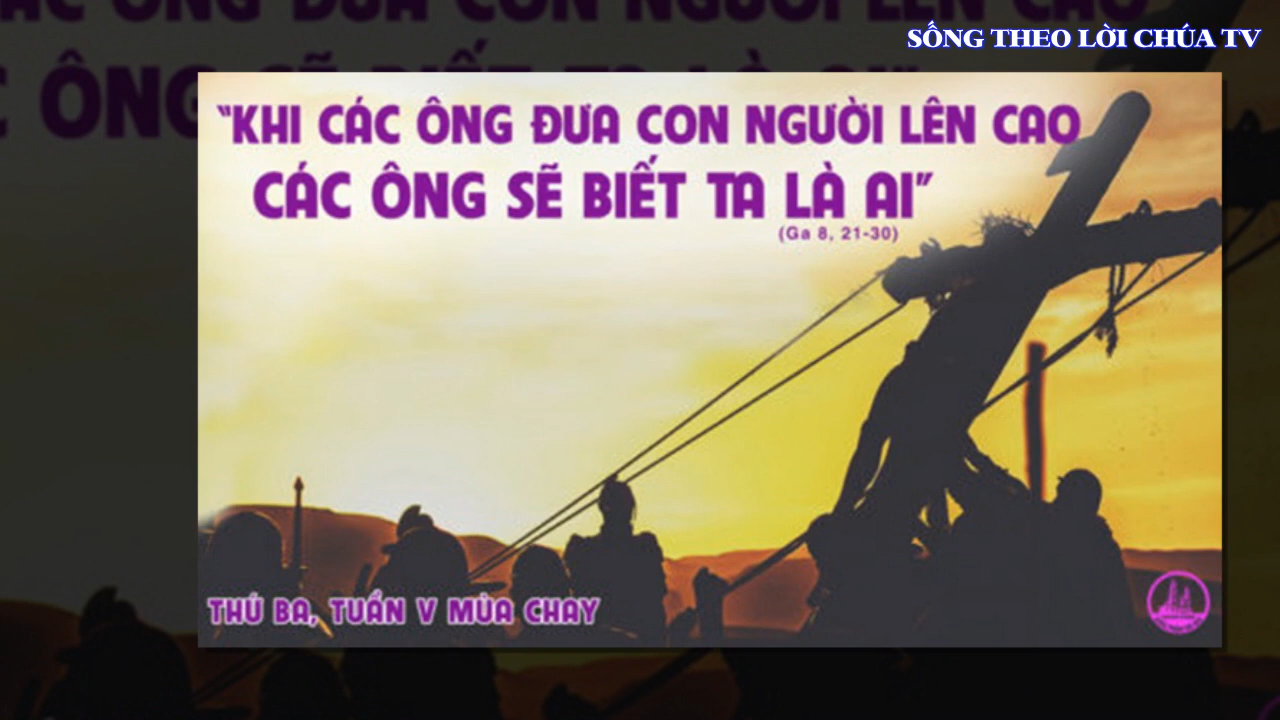 SỐNG THEO LỜI CHÚA TV
“KHI CÁC ÔNG ĐƯA CON NGƯỜI LÊN CAO
CÁC ÔNG SẼ BIẾT TA LÀ AI”
(Ga 8, 21-30)
THỨ BA, TUẦN V MÙA CHAY